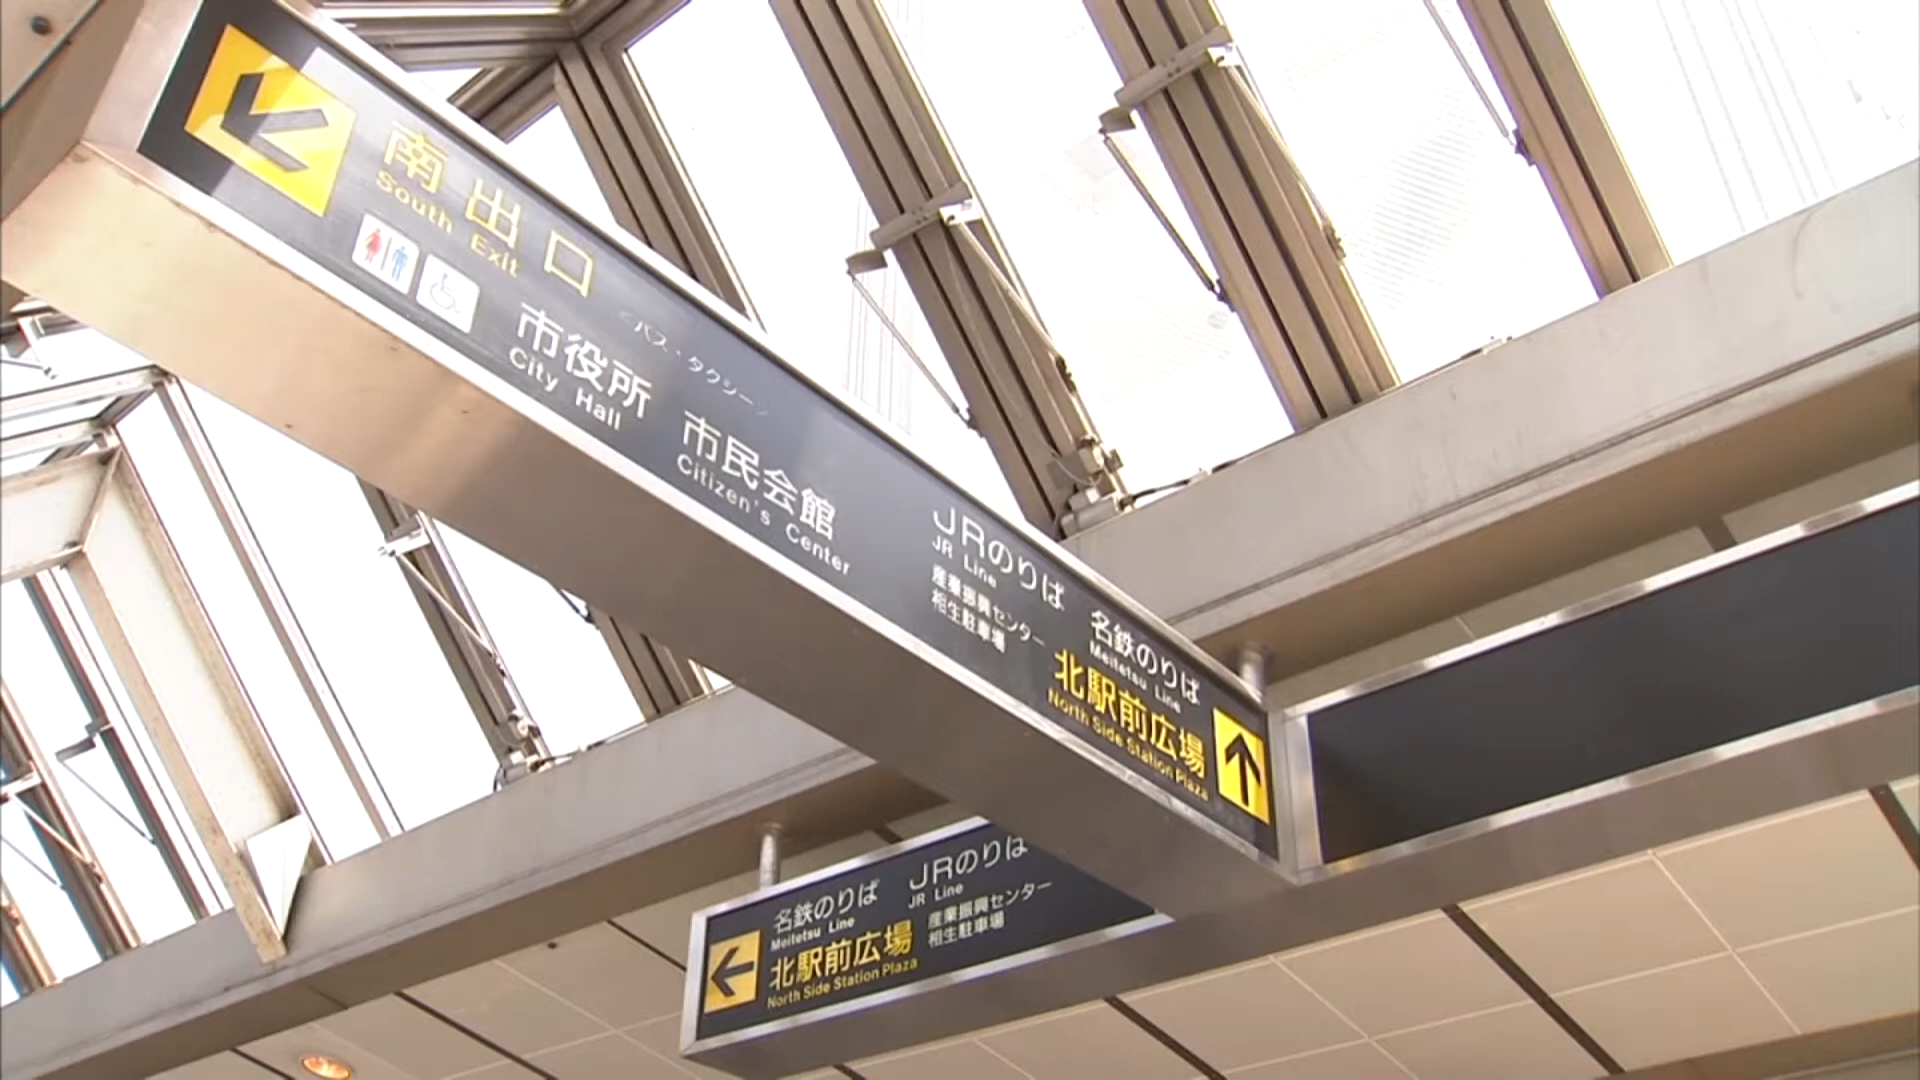 南出口
South Exit
バス・タクシー
市役所
City Hall
市民会館
Citizen's Center
JRのりば
JR Line
産業振興センター
相生駐車場
名鉄のりば
Meitetsu Line
北駅前広場
North Side Station Plaza
名鉄のりば
Meitetsu Line
JRのりば
JR Line
北駅前広場
North Side Station Plaza
産業振興センター
相生駐車場